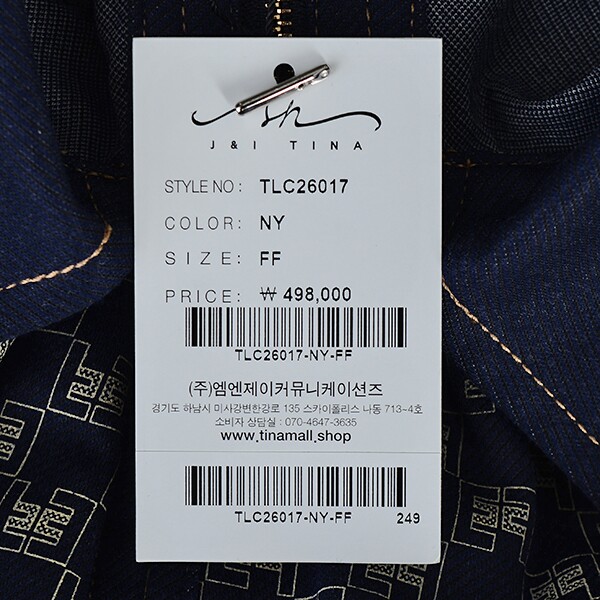 J & I TINA
STYLE NO : TLC26017
COLOR: NY
SIZE: FF
PRICE: ₩ 498,000
TLC26017-NY-FF
(주)엠엔제이커뮤니케이션즈
경기도 하남시 미사강변한강로 135 스카이폴리스 나동 713~4호
소비자 상담실 : 070-4647-3635
www.tinamall.shop
TLC26017-NY-FF 249